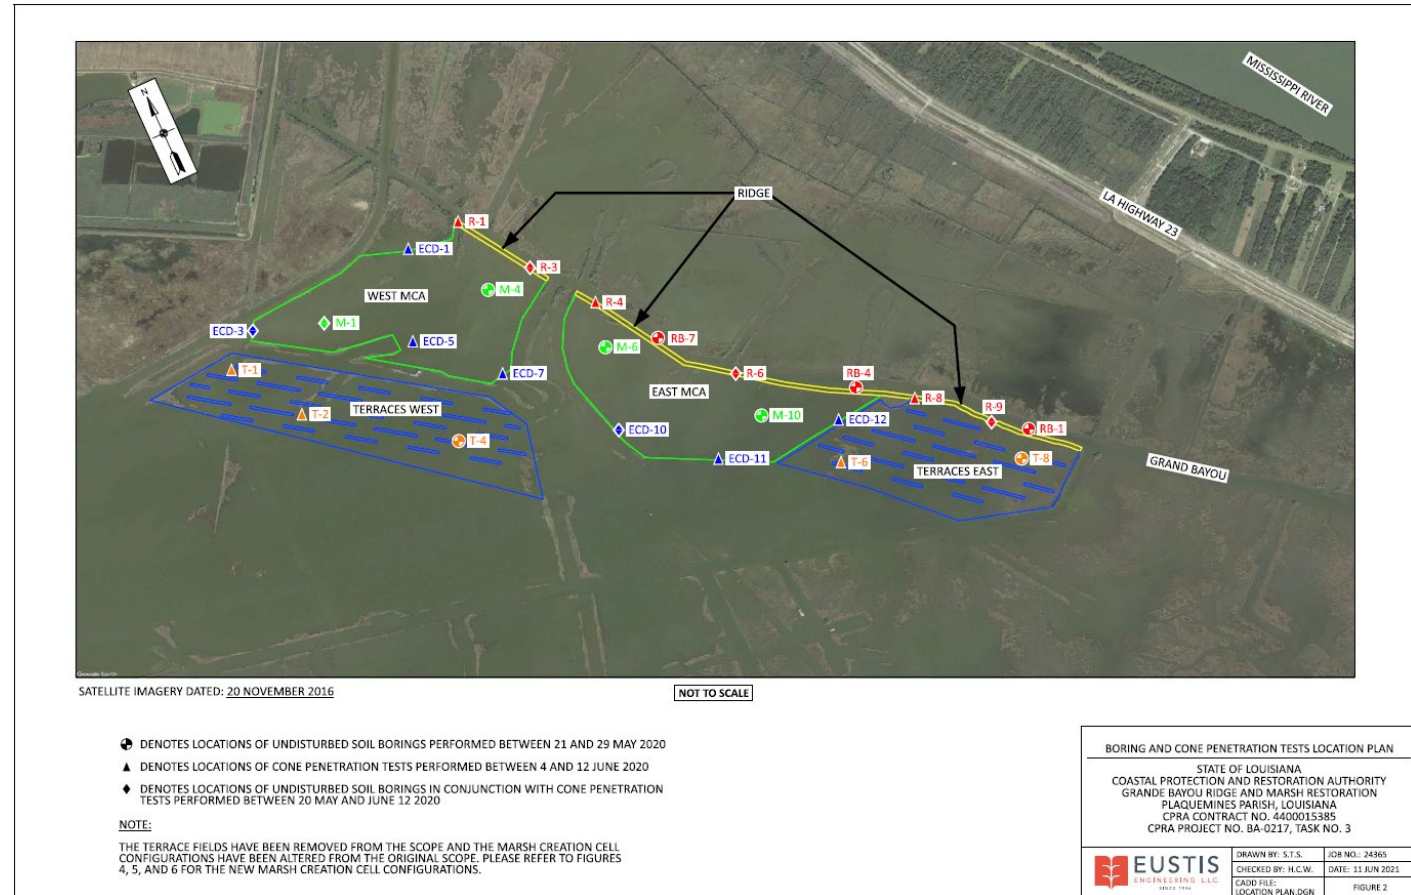 MISSISSIPPI RIVER
N
LA HIGHWAY 23
RIDGE
R-1
ECD-1
R-3
M-4
WEST MCA
R-4
M-1
ECD-3
ECD-5
RB-7
M-6
T-1
ECD-7
R-6
RB-4
EAST MCA
R-8
TERRACES WEST
T-2
M-10
R-9
ECD-12
RB-1
ECD-10
T-4
ECD-11
T-6
TERRACES EAST
T-8
GRAND BAYOU
Google Earth
SATELLITE IMAGERY DATED: 20 NOVEMBER 2016
NOT TO SCALE
DENOTES LOCATIONS OF UNDISTURBED SOIL BORINGS PERFORMED BETWEEN 21 AND 29 MAY 2020
DENOTES LOCATIONS OF CONE PENETRATION TESTS PERFORMED BETWEEN 4 AND 12 JUNE 2020
DENOTES LOCATIONS OF UNDISTURBED SOIL BORINGS IN CONJUNCTION WITH CONE PENETRATION
TESTS PERFORMED BETWEEN 20 MAY AND JUNE 12 2020
NOTE:
THE TERRACE FIELDS HAVE BEEN REMOVED FROM THE SCOPE AND THE MARSH CREATION CELL
CONFIGURATIONS HAVE BEEN ALTERED FROM THE ORIGINAL SCOPE. PLEASE REFER TO FIGURES
4, 5, AND 6 FOR THE NEW MARSH CREATION CELL CONFIGURATIONS.
BORING AND CONE PENETRATION TESTS LOCATION PLAN
STATE OF LOUISIANA
COASTAL PROTECTION AND RESTORATION AUTHORITY
GRANDE BAYOU RIDGE AND MARSH RESTORATION
PLAQUEMINES PARISH, LOUISIANA
CPRA CONTRACT NO. 4400015385
CPRA PROJECT NO. BA-0217, TASK NO. 3
EUSTIS
ENGINEERING LLC
SINCE 1946
DRAWN BY: S.T.S.
JOB NO.: 24365
CHECKED BY: H.C.W.
DATE: 11 JUN 2021
CADD FILE:
LOCATION PLAN.DGN
FIGURE 2